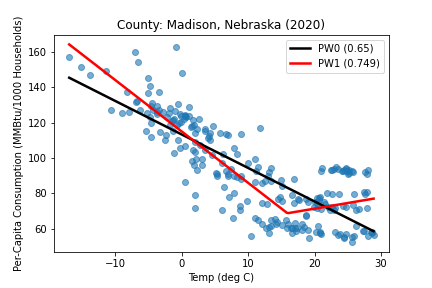 County: Madison, Nebraska (2020)
PW0 (0.65)
PW1 (0.749)
Per-Capita Consumption (MMBtu/1000 Households)
160
140
120
100
80
60
−10
0
10
20
30
Temp (deg C)